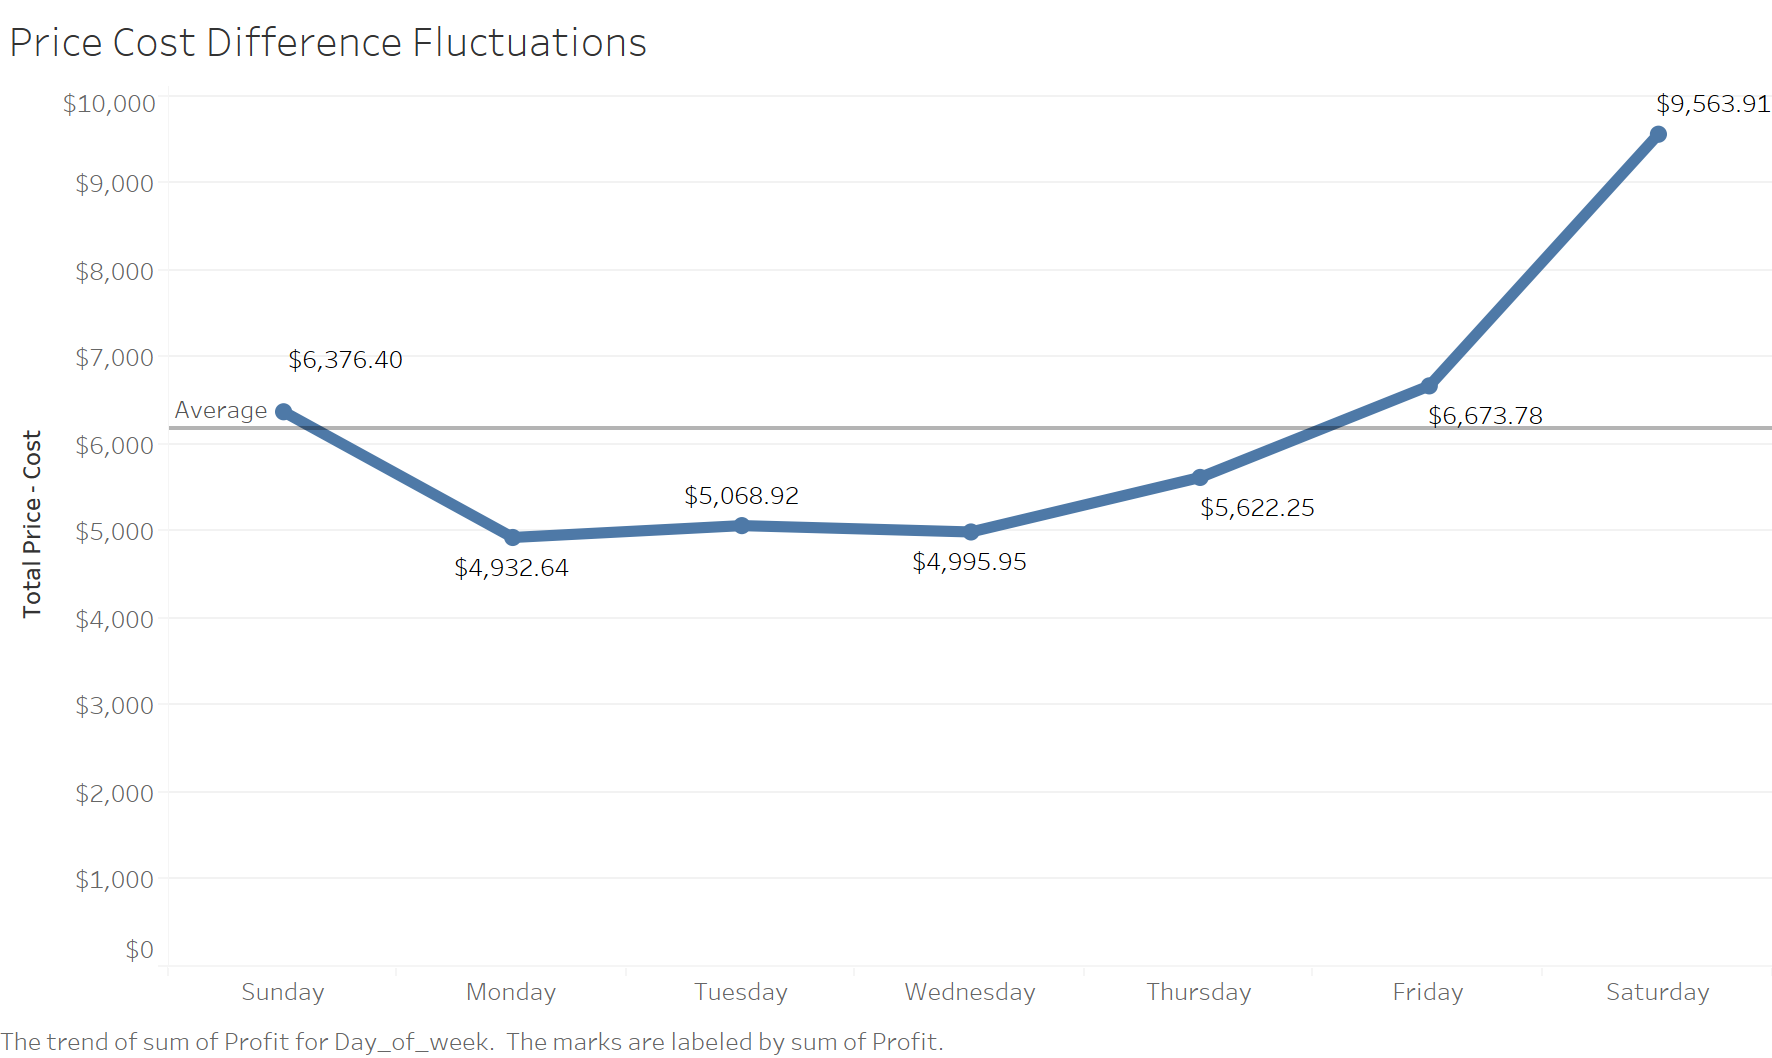 Price Cost Difference Fluctuations
$10,000
$9,000
$8,000
$7,000
$6,000
$5,000
$4,000
$3,000
$2,000
$1,000
$0
Total Price - Cost
Average
$6,376.40
$4,932.64
$5,068.92
$4,995.95
$5,622.25
$6,673.78
$9,563.91
Sunday
Monday
Tuesday
Wednesday
Thursday
Friday
Saturday
The trend of sum of Profit for Day_of_week.  The marks are labeled by sum of Profit.